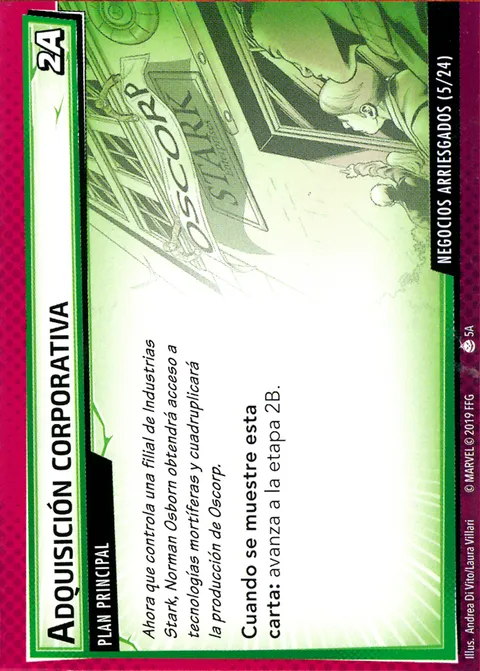 ADQUISICIÓN CORPORATIVA
2A
PLAN PRINCIPAL
Ahora que controla una filial de Industrias
Stark, Norman Osborn obtendrá acceso a
tecnologías mortíferas y cuadruplicará
la producción de Oscorp.
Cuando se muestre esta
carta: avanza a la etapa 2B.
OSCORP
STARK
NEGOCIOS ARRIESGADOS (5/24)
Illus. Andrea Di Vito/Laura Villari
© MARVEL © 2019 FFG
5A